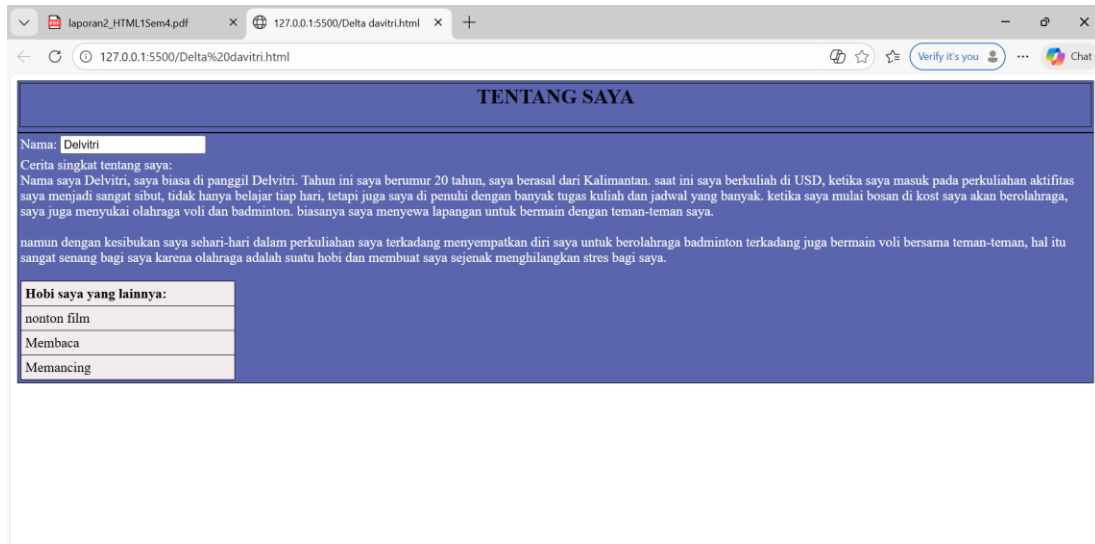 laporan2_HTML1Sem4.pdf
127.0.0.1:5500/Delta davitri.html
127.0.0.1:5500/Delta%20davitri.html
Verify it's you
Chat
TENTANG SAYA
Nama: Delvitri
Cerita singkat tentang saya:
Nama saya Delvitri, saya biasa di panggil Delvitri. Tahun ini saya berumur 20 tahun, saya berasal dari Kalimantan. saat ini saya berkuliah di USD, ketika saya masuk pada perkuliahan aktifitas
saya menjadi sangat sibut, tidak hanya belajar tiap hari, tetapi juga saya di penuhi dengan banyak tugas kuliah dan jadwal yang banyak. ketika saya mulai bosan di kost saya akan berolahraga,
saya juga menyukai olahraga voli dan badminton. biasanya saya menyewa lapangan untuk bermain dengan teman-teman saya.
namun dengan kesibukan saya sehari-hari dalam perkuliahan saya terkadang menyempatkan diri saya untuk berolahraga badminton terkadang juga bermain voli bersama teman-teman, hal itu
sangat senang bagi saya karena olahraga adalah suatu hobi dan membuat saya sejenak menghilangkan stres bagi saya.
Hobi saya yang lainnya:
nonton film
Membaca
Memancing